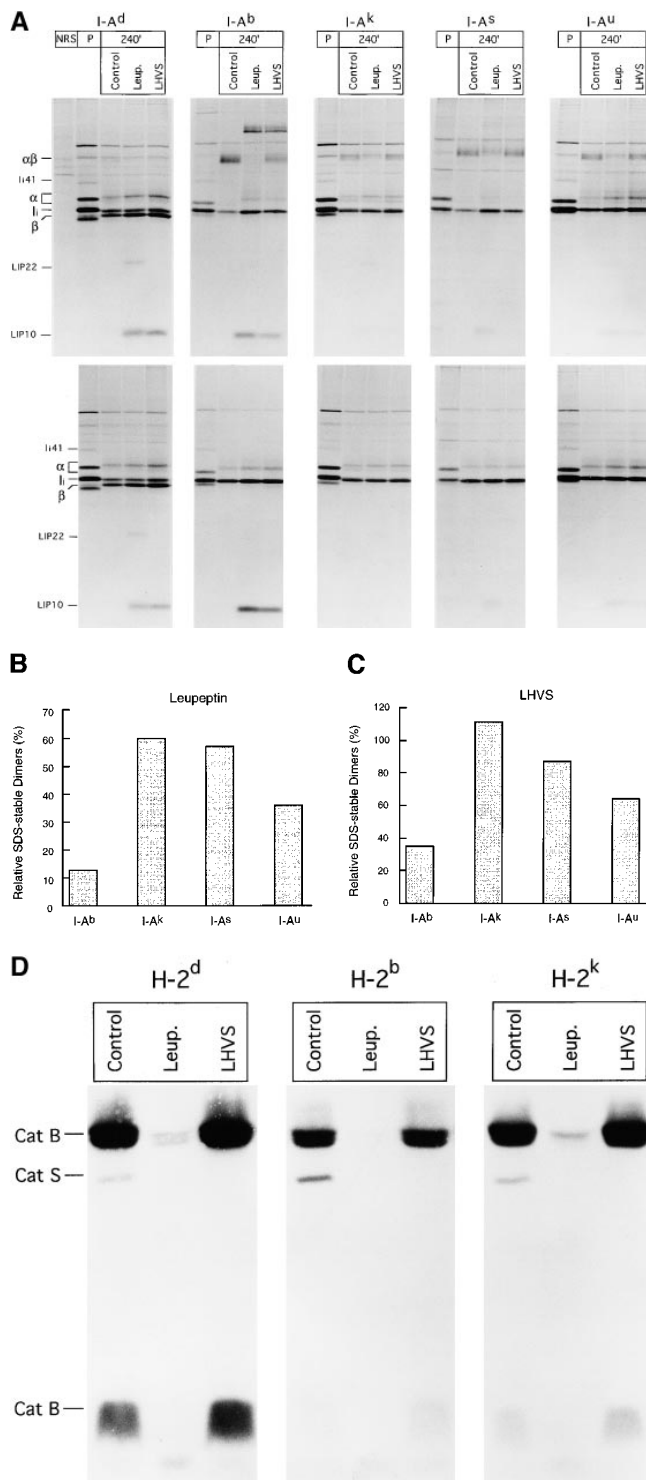 A
I-Ad I-Ab I-Ak I-As I-Au
NRS P 240' P 240' P 240' P 240' P 240'
Control Leup. LHVS Control Leup. LHVS Control Leup. LHVS Control Leup. LHVS Control Leup. LHVS
αβ
Ii41
α
Ii
β
LIP22
LIP10
Ii41
α
Ii
β
LIP22
LIP10
B
Leupeptin
Relative SDS-stable Dimers (%)
70
60
50
40
30
20
10
0
I-Ab I-Ak I-As I-Au
C
LHVS
Relative SDS-stable Dimers (%)
120
100
80
60
40
20
0
I-Ab I-Ak I-As I-Au
D
H-2d H-2b H-2k
Control Leup. LHVS Control Leup. LHVS Control Leup. LHVS
Cat B
Cat S
Cat B